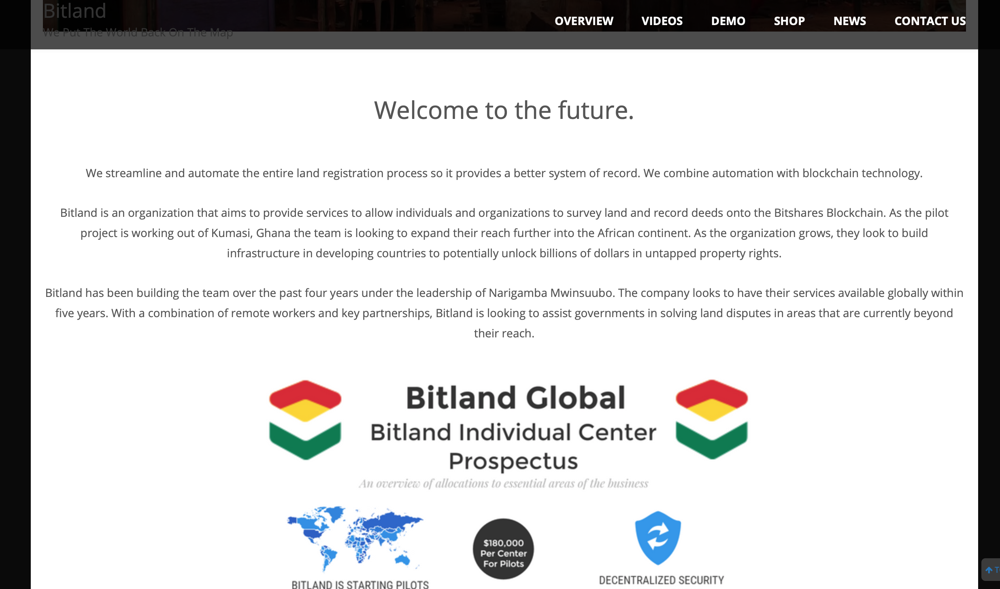 Bitland
We Put The World Back On The Map
OVERVIEW VIDEOS DEMO SHOP NEWS CONTACT US
Welcome to the future.
We streamline and automate the entire land registration process so it provides a better system of record. We combine automation with blockchain technology.
Bitland is an organization that aims to provide services to allow individuals and organizations to survey land and record deeds onto the Bitshares Blockchain. As the pilot
project is working out of Kumasi, Ghana the team is looking to expand their reach further into the African continent. As the organization grows, they look to build
infrastructure in developing countries to potentially unlock billions of dollars in untapped property rights.
Bitland has been building the team over the past four years under the leadership of Narigamba Mwinsuubo. The company looks to have their services available globally within
five years. With a combination of remote workers and key partnerships, Bitland is looking to assist governments in solving land disputes in areas that are currently beyond
their reach.
Bitland Global
Bitland Individual Center
Prospectus
An overview of allocations to essential areas of the business
$180,000
Per Center
For Pilots
DECENTRALIZED SECURITY
BITLAND IS STARTING PILOTS